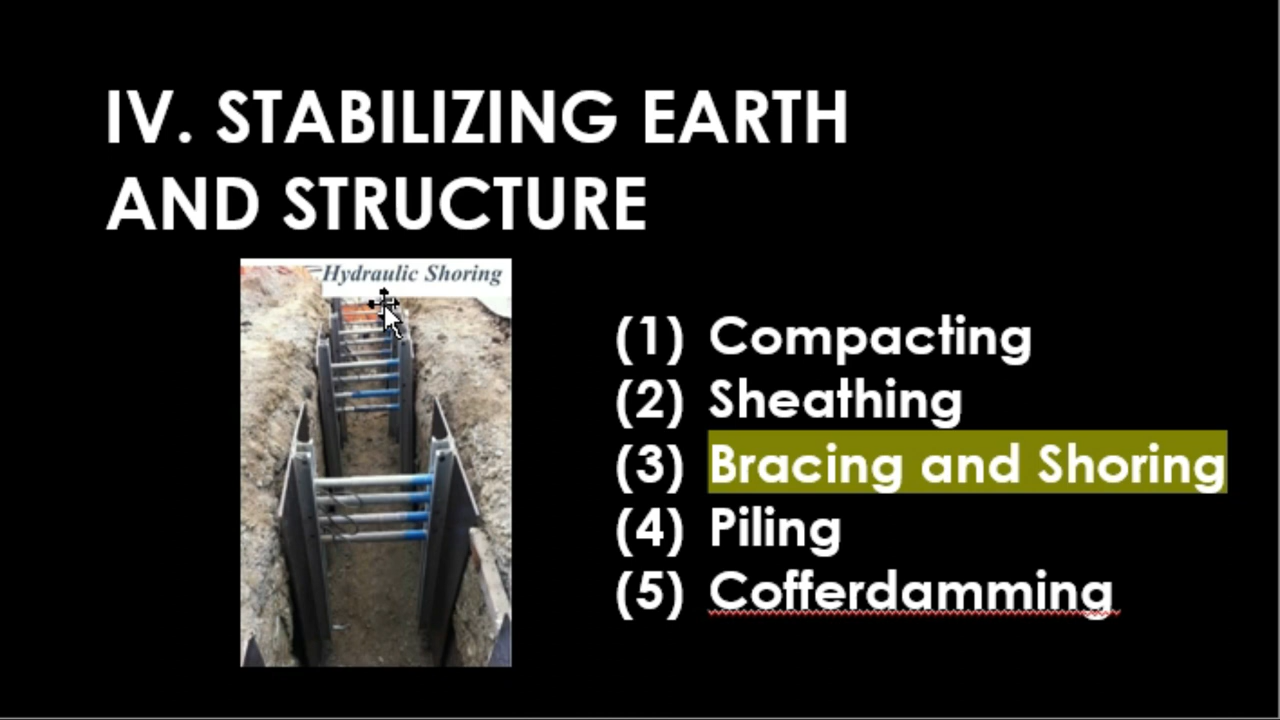 IV. STABILIZING EARTH
AND STRUCTURE
Hydraulic Shoring
(1) Compacting
(2) Sheathing
(3) Bracing and Shoring
(4) Piling
(5) Cofferdamming